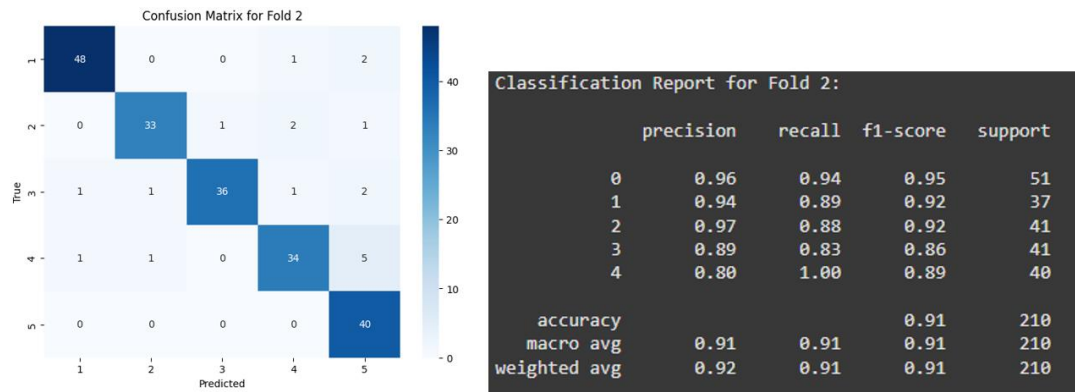 Confusion Matrix for Fold 2
True
1 48 0 0 1 2
2 0 33 1 2 1
3 1 1 36 1 2
4 1 1 0 34 5
5 0 0 0 0 40
1 2 3 4 5
Predicted
40
30
20
10
0
Classification Report for Fold 2:
precision recall f1-score support
0 0.96 0.94 0.95 51
1 0.94 0.89 0.92 37
2 0.97 0.88 0.92 41
3 0.89 0.83 0.86 41
4 0.80 1.00 0.89 40
accuracy 0.91 210
macro avg 0.91 0.91 0.91 210
weighted avg 0.92 0.91 0.91 210